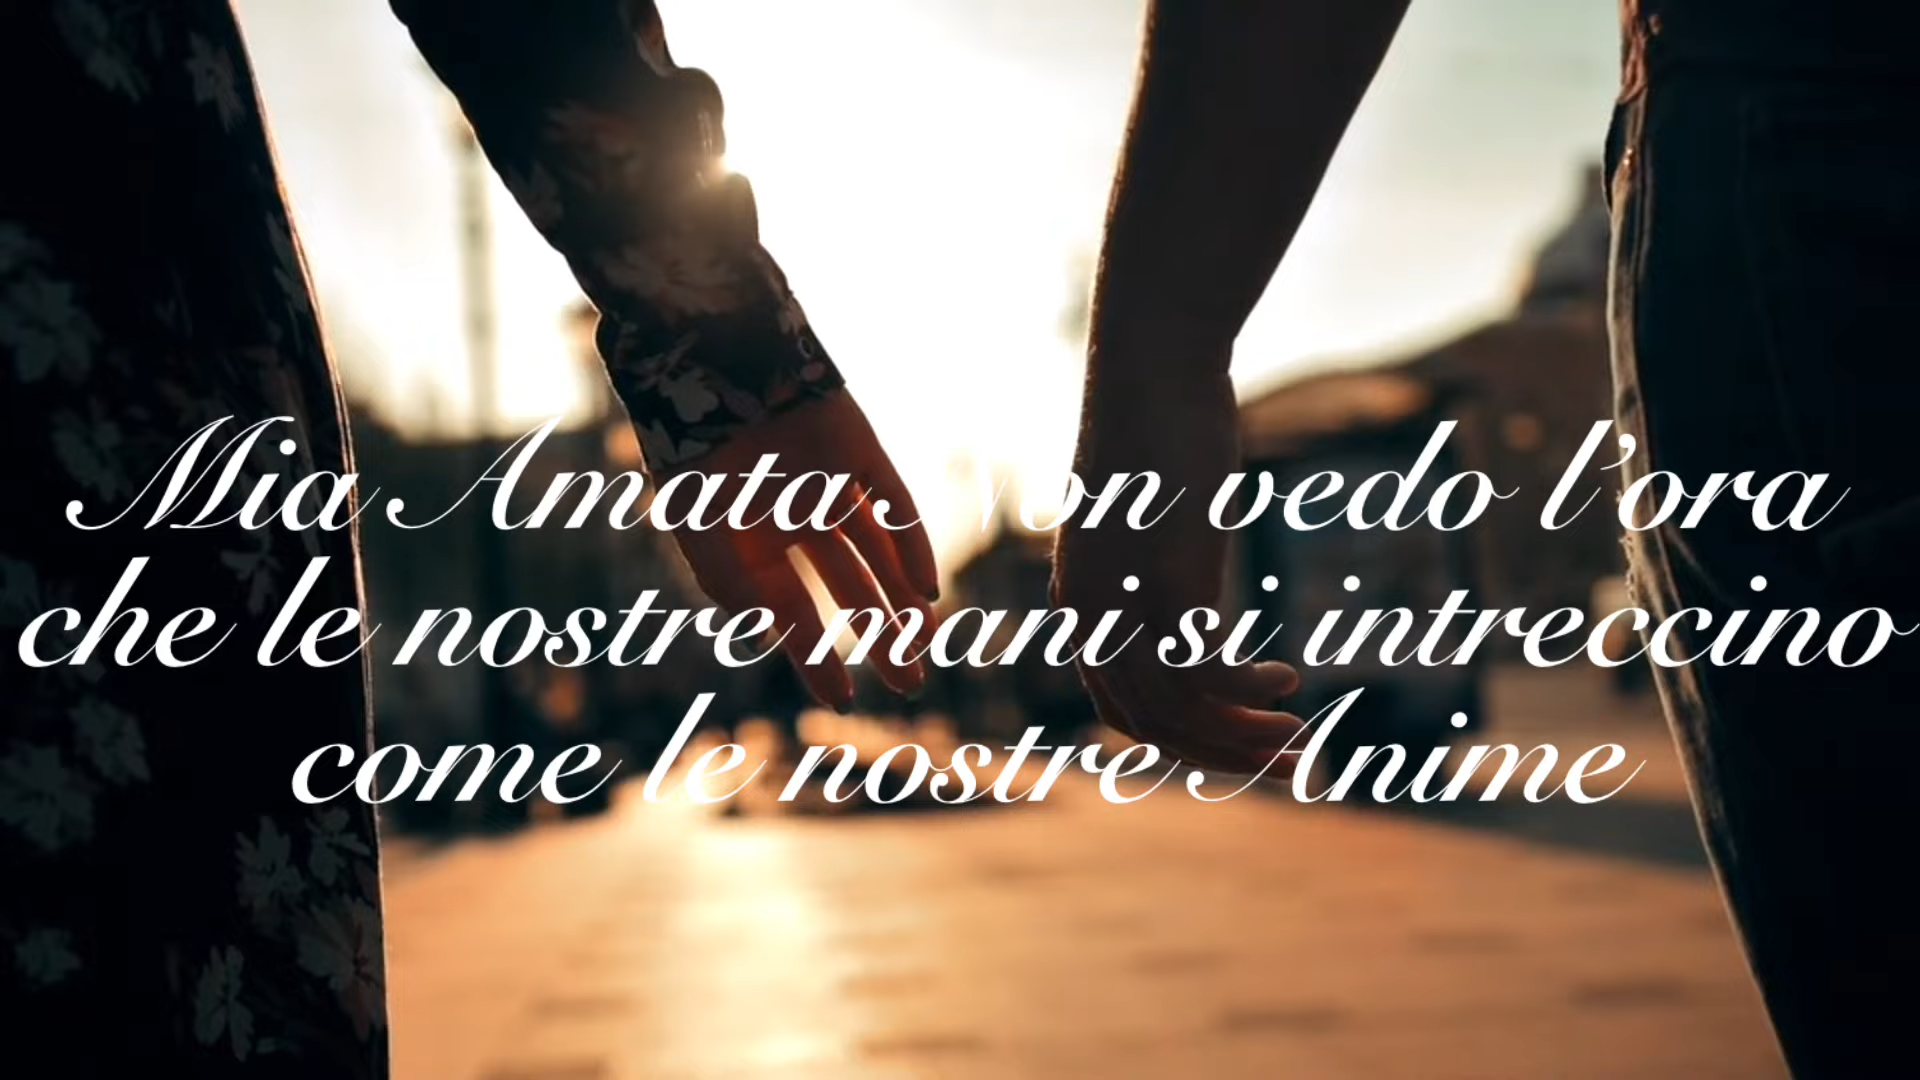 Mia Amata Non vedo l'ora
che le nostre mani si intreccino
come le nostre Anime